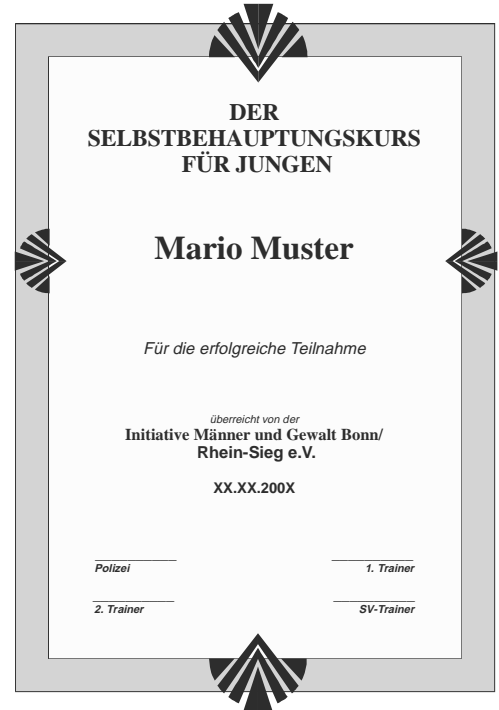 DER
SELBSTBEHAUPTUNGSKURS
FÜR JUNGEN
Mario Muster
Für die erfolgreiche Teilnahme
überreicht von der
Initiative Männer und Gewalt Bonn/
Rhein-Sieg e.V.
XX.XX.200X
Polizei 1. Trainer
2. Trainer SV-Trainer